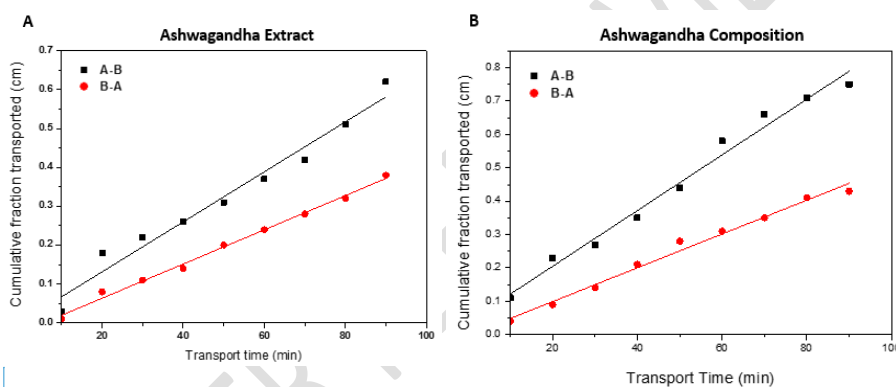 A
Ashwagandha Extract
0.7
0.6
0.5
0.4
0.3
0.2
0.1
0.0
A-B
B-A
Cumulative fraction transported (cm)
20
40
60
80
100
Transport time (min)
B
Ashwagandha Composition
0.8
0.7
0.6
0.5
0.4
0.3
0.2
0.1
0.0
A-B
B-A
Cumulative fraction transported (cm)
20
40
60
80
100
Transport Time (min)